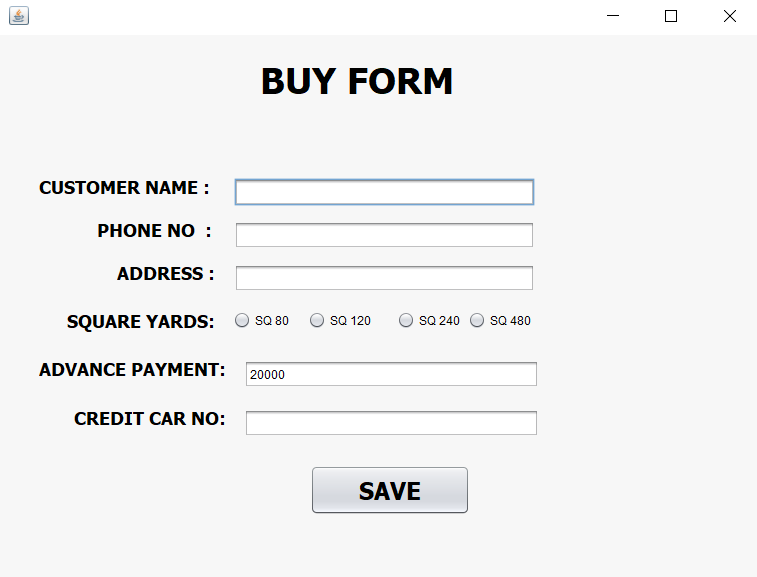 BUY FORM
CUSTOMER NAME :
PHONE NO :
ADDRESS :
SQUARE YARDS: SQ 80 SQ 120 SQ 240 SQ 480
ADVANCE PAYMENT: 20000
CREDIT CAR NO:
SAVE